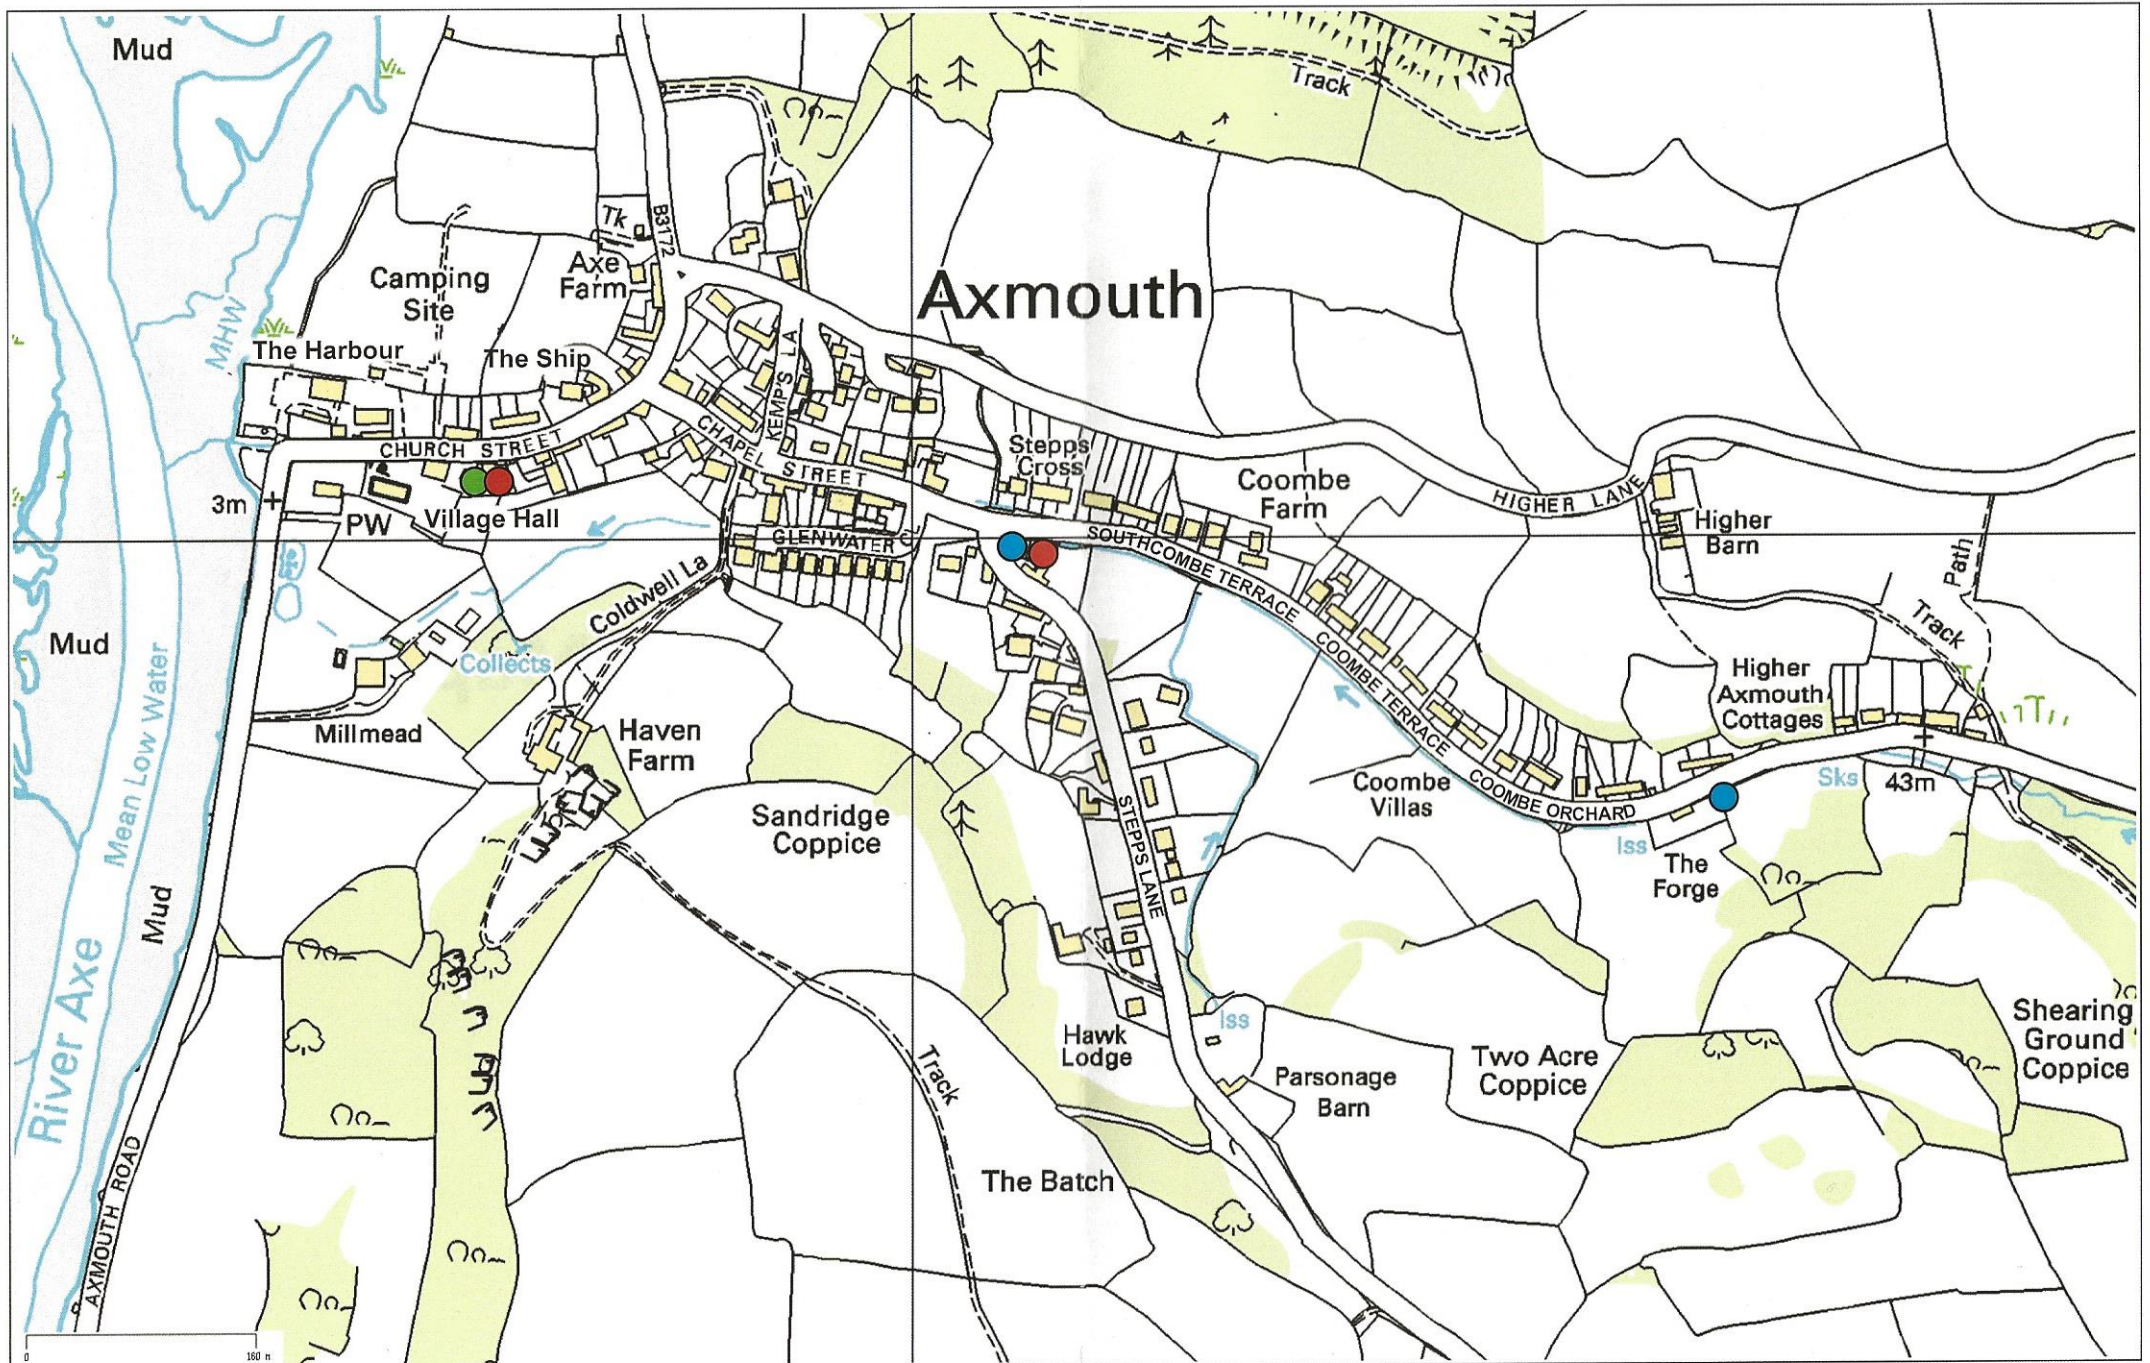 Mud
Track
Tk
B3172
Axe
Farm
Camping
Site
Axmouth
MHW
The Harbour
The Ship
KEMP'S LA
CHURCH STREET
CHAPEL STREET
Stepps
Cross
Coombe
Farm
HIGHER LANE
3m
PW
Village Hall
GLENWATER
SOUTHCOMBE TERRACE
Higher
Barn
Path
Coldwell La
Track
Mud
Collects
COOMBE TERRACE
COOMBE TERRACE
Higher
Axmouth
Cottages
Millmead
Haven
Farm
Mean Low Water
Sandridge
Coppice
STEPPS LANE
Coombe
Villas
COOMBE ORCHARD
Sks
43m
Iss
The
Forge
Mud
River Axe
Iss
Hawk
Lodge
Track
Parsonage
Barn
Two Acre
Coppice
Shearing
Ground
Coppice
The Batch
AXMOUTH ROAD
0
160 m